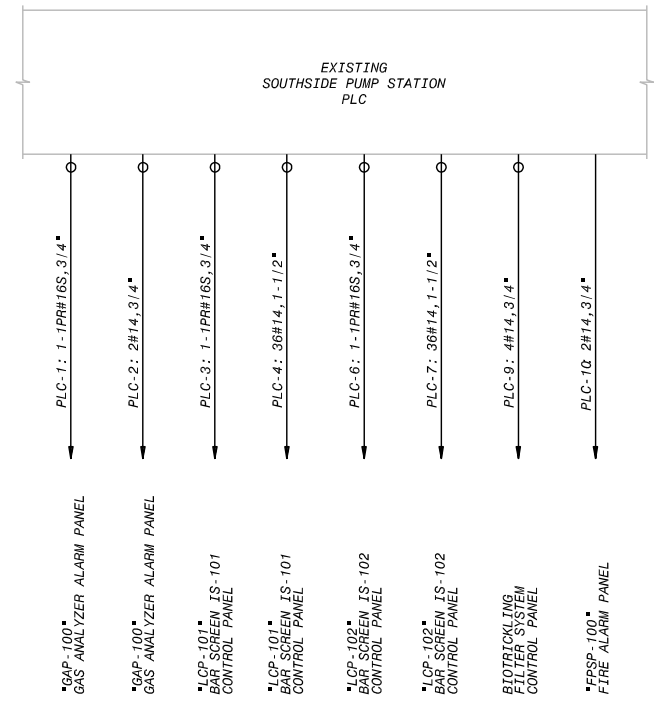 EXISTING
SOUTHSIDE PUMP STATION
PLC
PLC-1: 1-1PR#16S,3/4"
PLC-2: 2#14,3/4"
PLC-3: 1-1PR#16S,3/4"
PLC-4: 36#14,1-1/2"
PLC-6: 1-1PR#16S,3/4"
PLC-7: 36#14,1-1/2"
PLC-9: 4#14,3/4"
PLC-10: 2#14,3/4"
"GAP-100"
GAS ANALYZER ALARM PANEL
"GAP-100"
GAS ANALYZER ALARM PANEL
"LCP-101"
BAR SCREEN IS-101
CONTROL PANEL
"LCP-101"
BAR SCREEN IS-101
CONTROL PANEL
"LCP-102"
BAR SCREEN IS-102
CONTROL PANEL
"LCP-102"
BAR SCREEN IS-102
CONTROL PANEL
BIOTRICKLING
FILTER SYSTEM
CONTROL PANEL
"FPSP-100"
FIRE ALARM PANEL